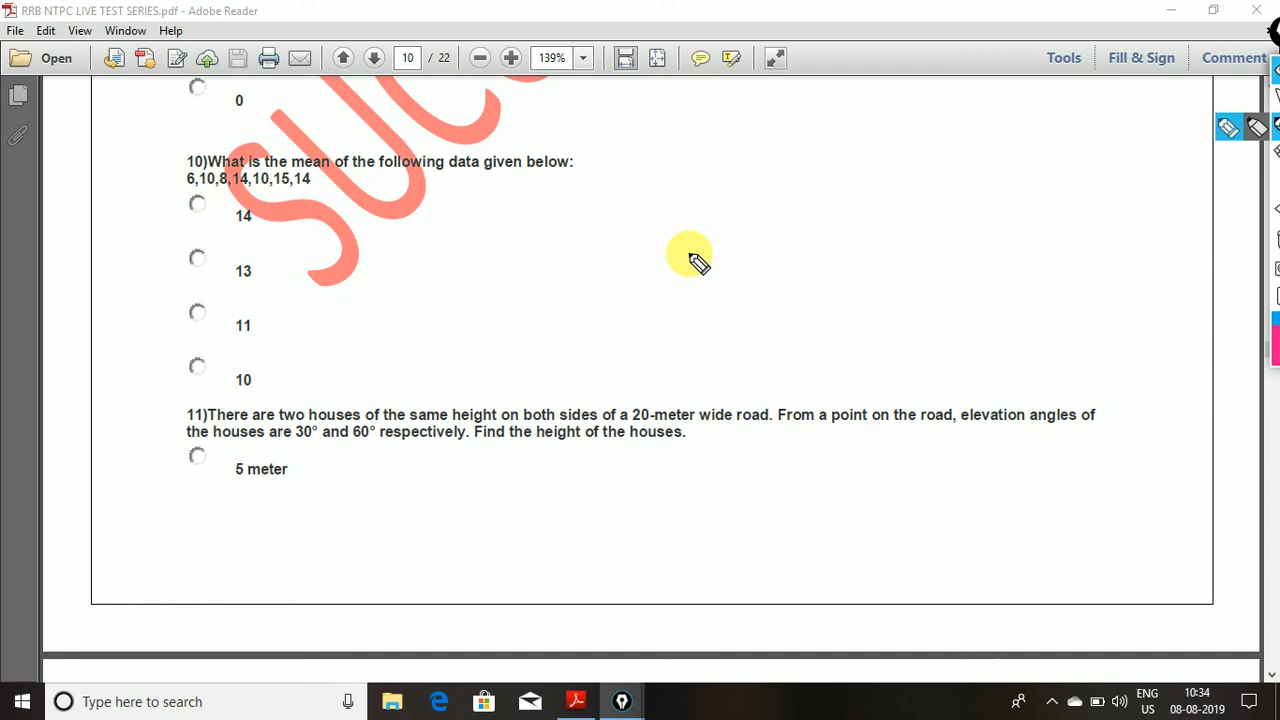 RRB NTPC LIVE TEST SERIES.pdf - Adobe Reader
File Edit View Window Help
Open 10 / 22 139% Tools Fill & Sign Comment
0
SUC
10)What is the mean of the following data given below:
6,10,8,14,10,15,14
14
13
11
10
11)There are two houses of the same height on both sides of a 20-meter wide road. From a point on the road, elevation angles of
the houses are 30° and 60° respectively. Find the height of the houses.
5 meter
Type here to search
ENG 10:34
US 08-08-2019